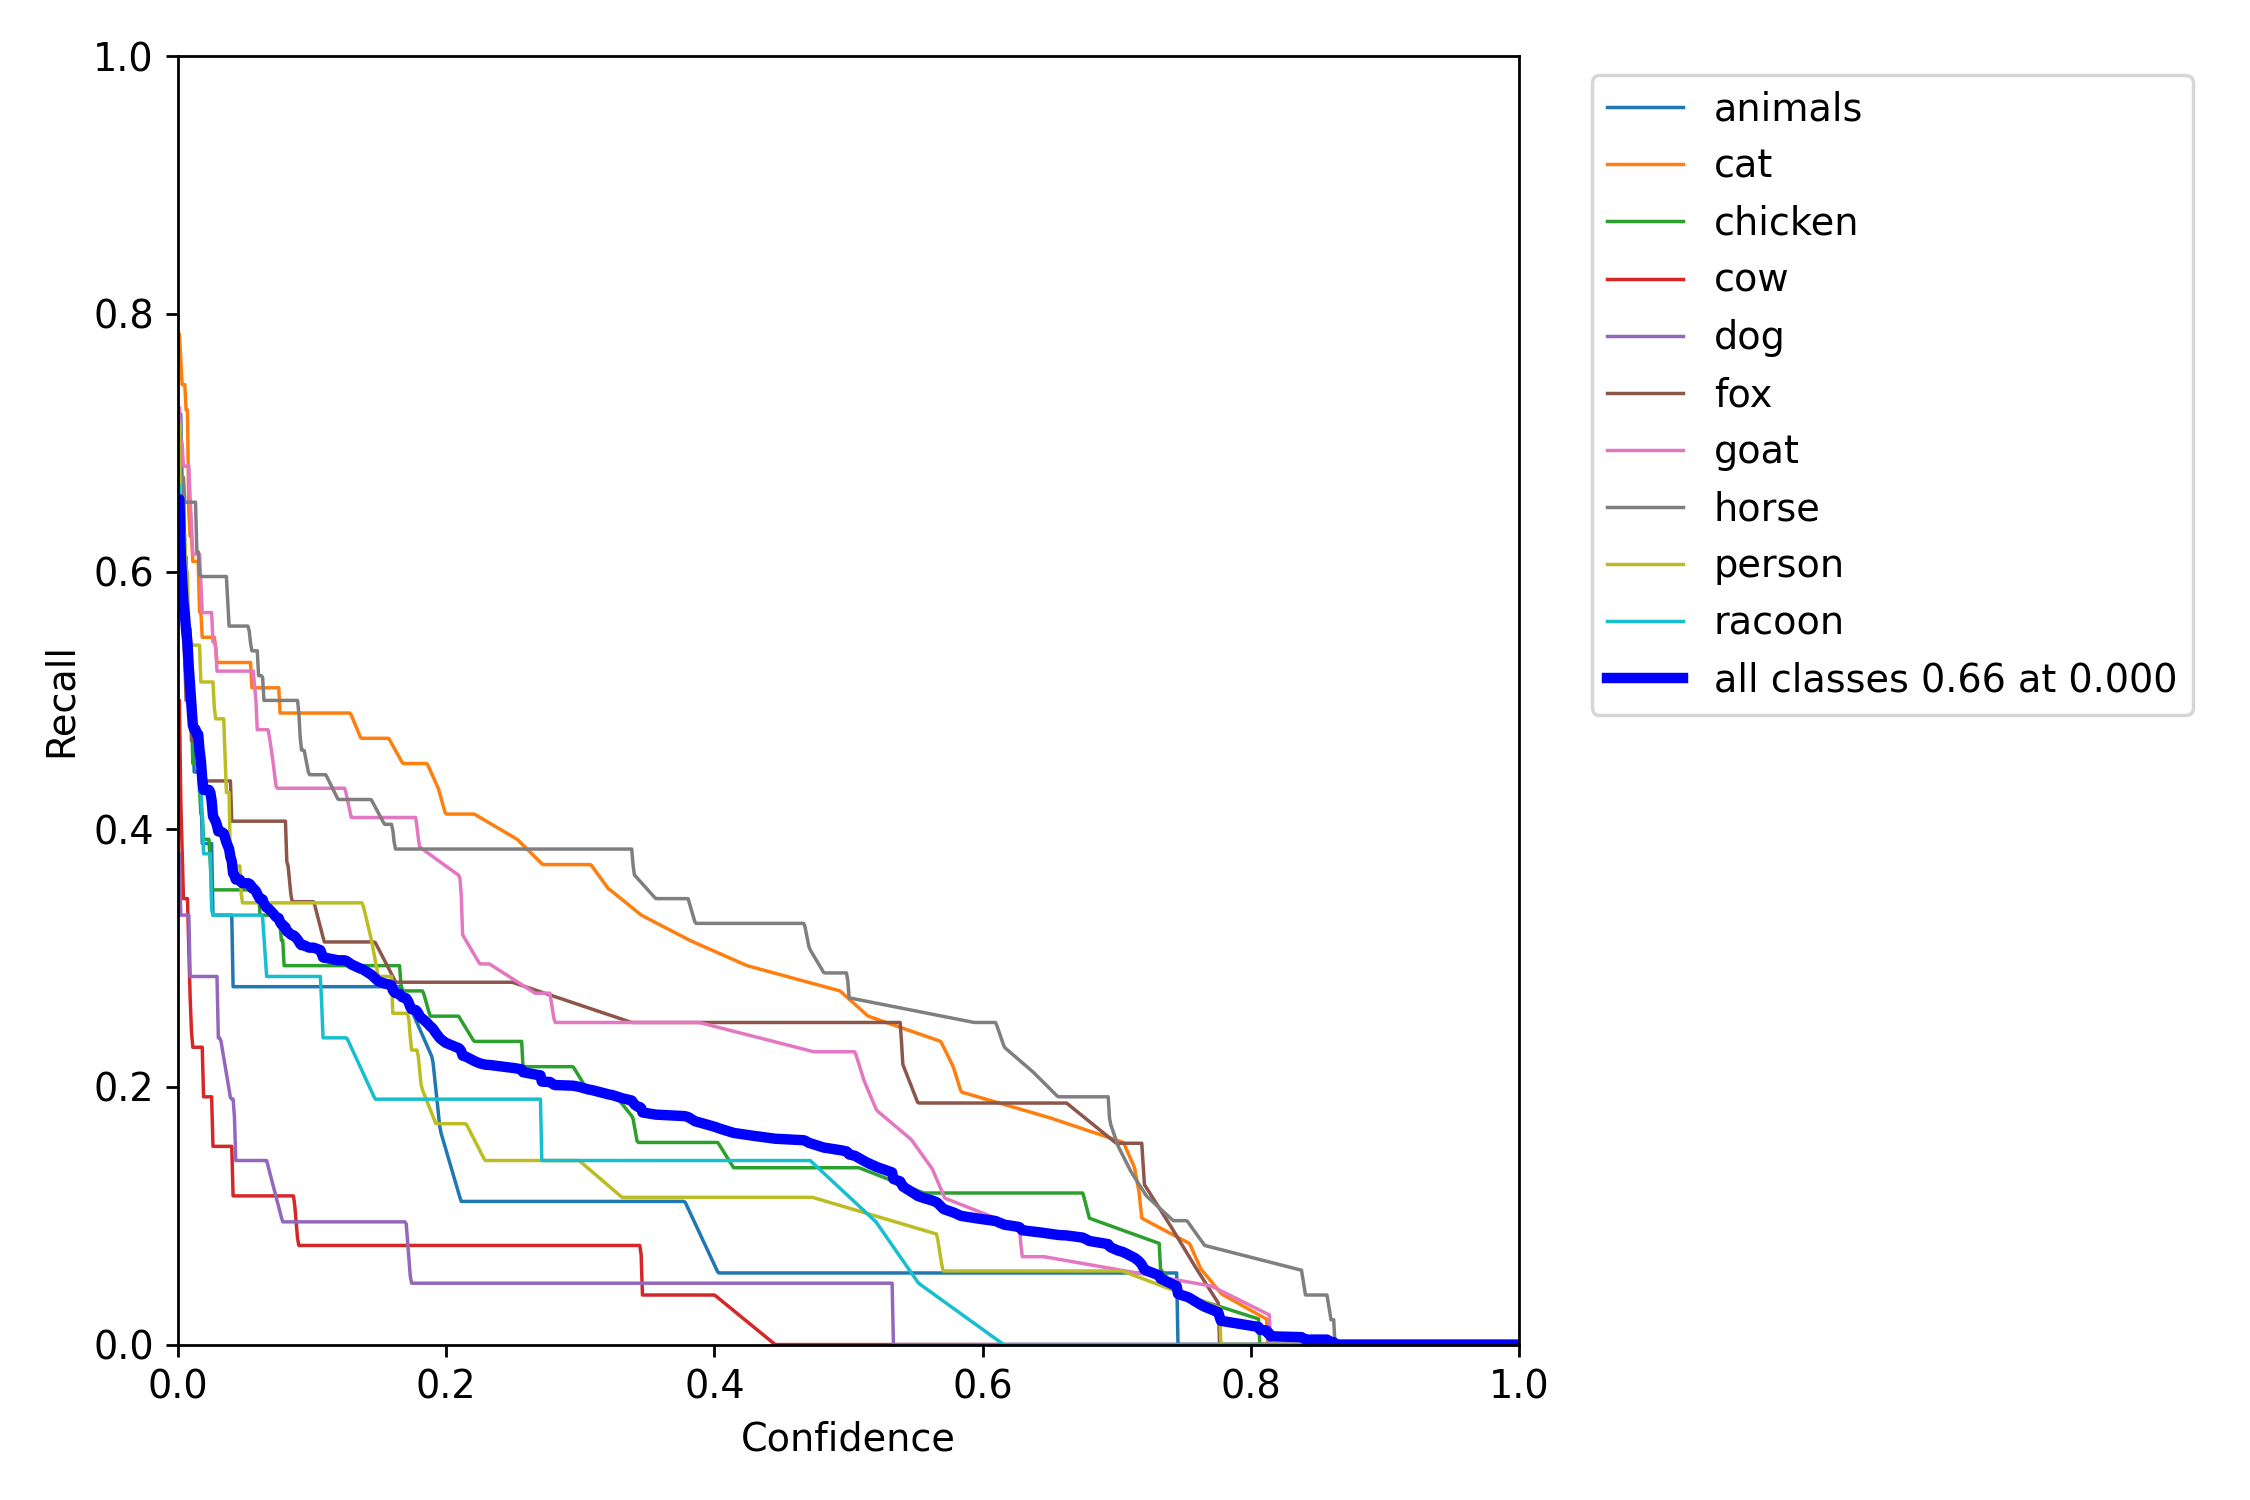 1.0
0.8
0.6
0.4
0.2
0.0
Recall
0.0 0.2 0.4 0.6 0.8 1.0
Confidence
animals
cat
chicken
cow
dog
fox
goat
horse
person
racoon
all classes 0.66 at 0.000